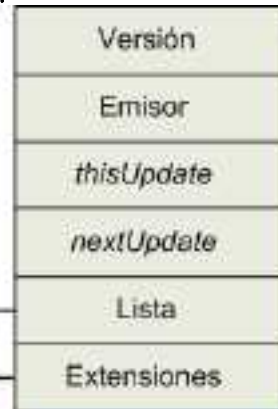 Versión
Emisor
thisUpdate
nextUpdate
Lista
Extensiones